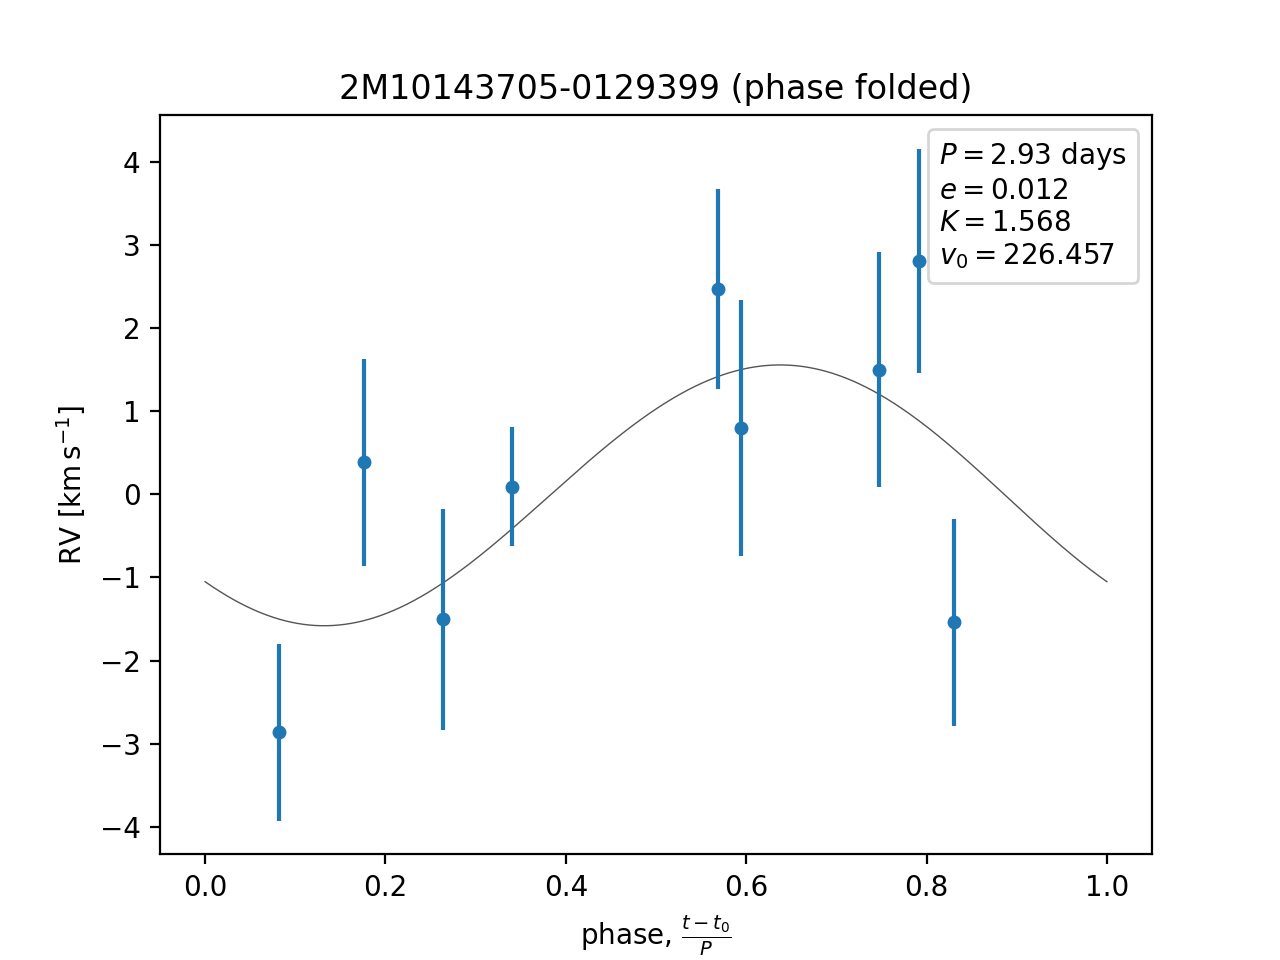 2M10143705-0129399 (phase folded)
P = 2.93 days
e = 0.012
K = 1.568
v₀ = 226.457
RV [km s⁻¹]
4
3
2
1
0
−1
−2
−3
−4
0.0 0.2 0.4 0.6 0.8 1.0
phase, (t − t₀)/P